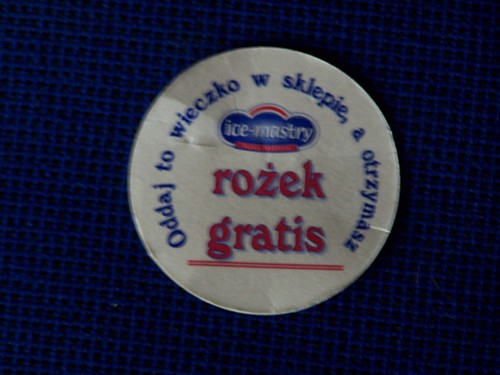 Oddaj to wieczko w sklepie, a otrzymasz
ice-mastry
rożek
gratis